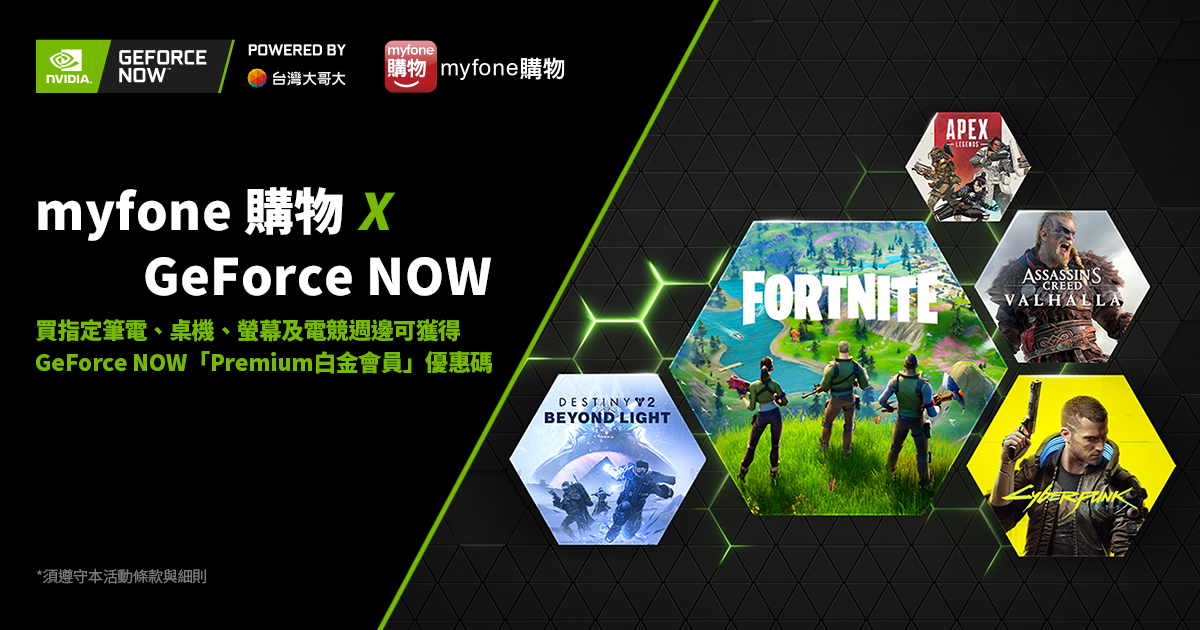 NVIDIA.
GEFORCE
NOW™
POWERED BY
台灣大哥大
myfone
購物
myfone購物
myfone 購物 X
GeForce NOW
買指定筆電、桌機、螢幕及電競週邊可獲得
GeForce NOW「Premium白金會員」優惠碼
APEX
LEGENDS
ASSASSIN'S
CREED
VALHALLA
FORTNITE
DESTINY 2
BEYOND LIGHT
CYBERPUNK
*須遵守本活動條款與細則